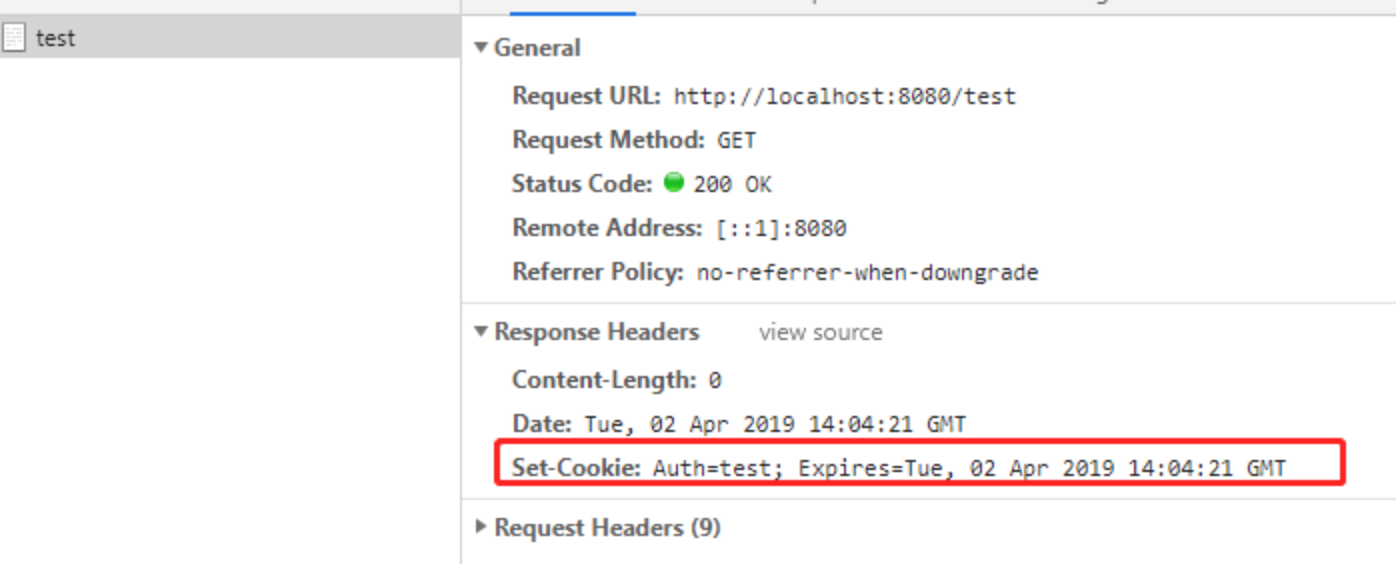 test
General
Request URL: http://localhost:8080/test
Request Method: GET
Status Code: 200 OK
Remote Address: [::1]:8080
Referrer Policy: no-referrer-when-downgrade
Response Headers view source
Content-Length: 0
Date: Tue, 02 Apr 2019 14:04:21 GMT
Set-Cookie: Auth=test; Expires=Tue, 02 Apr 2019 14:04:21 GMT
Request Headers (9)